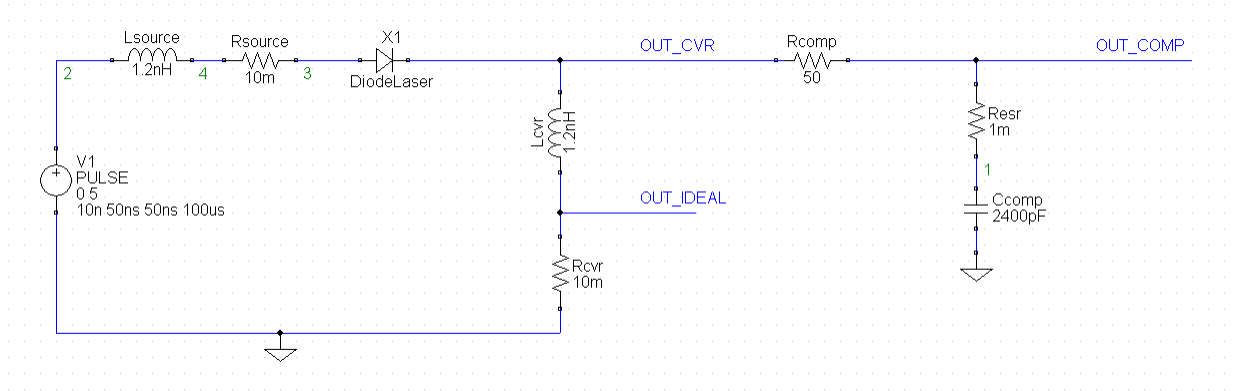 Lsource
1.2nH
2
4
Rsource
10m
3
X1
DiodeLaser
OUT_CVR
Rcomp
50
OUT_COMP
Lcvr
1.2nH
Resr
1m
1
V1
PULSE
0 5
10n 50ns 50ns 100us
OUT_IDEAL
Ccomp
2400pF
Rcvr
10m